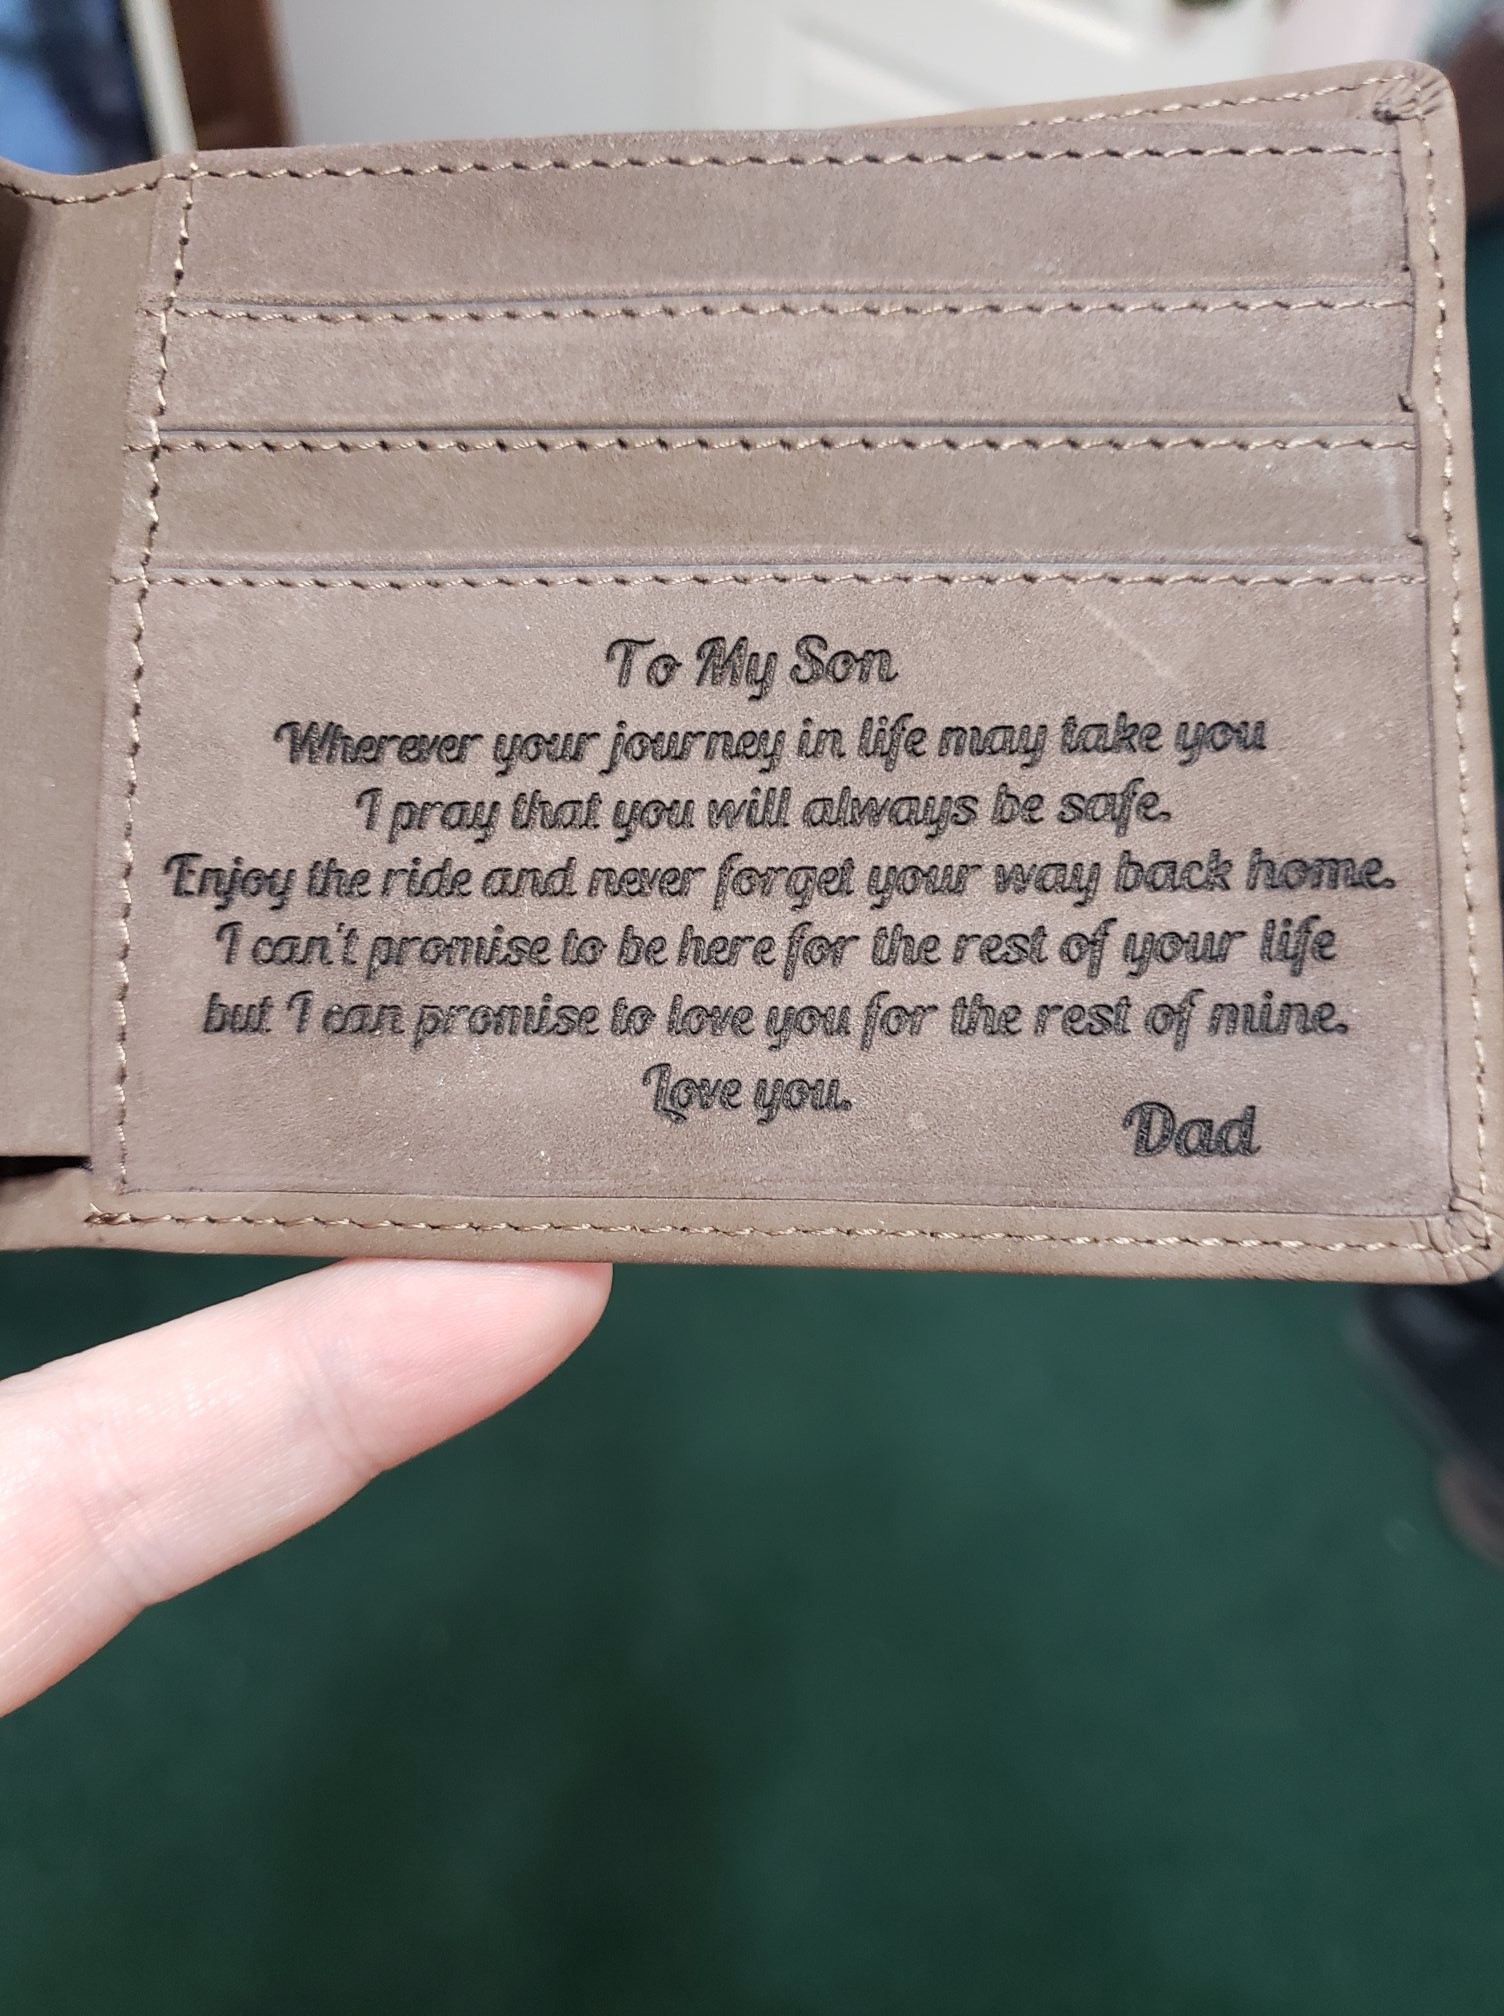 To My Son
Wherever your journey in life may take you
I pray that you will always be safe.
Enjoy the ride and never forget your way back home.
I can't promise to be here for the rest of your life
but I can promise to love you for the rest of mine.
Love you.
Dad